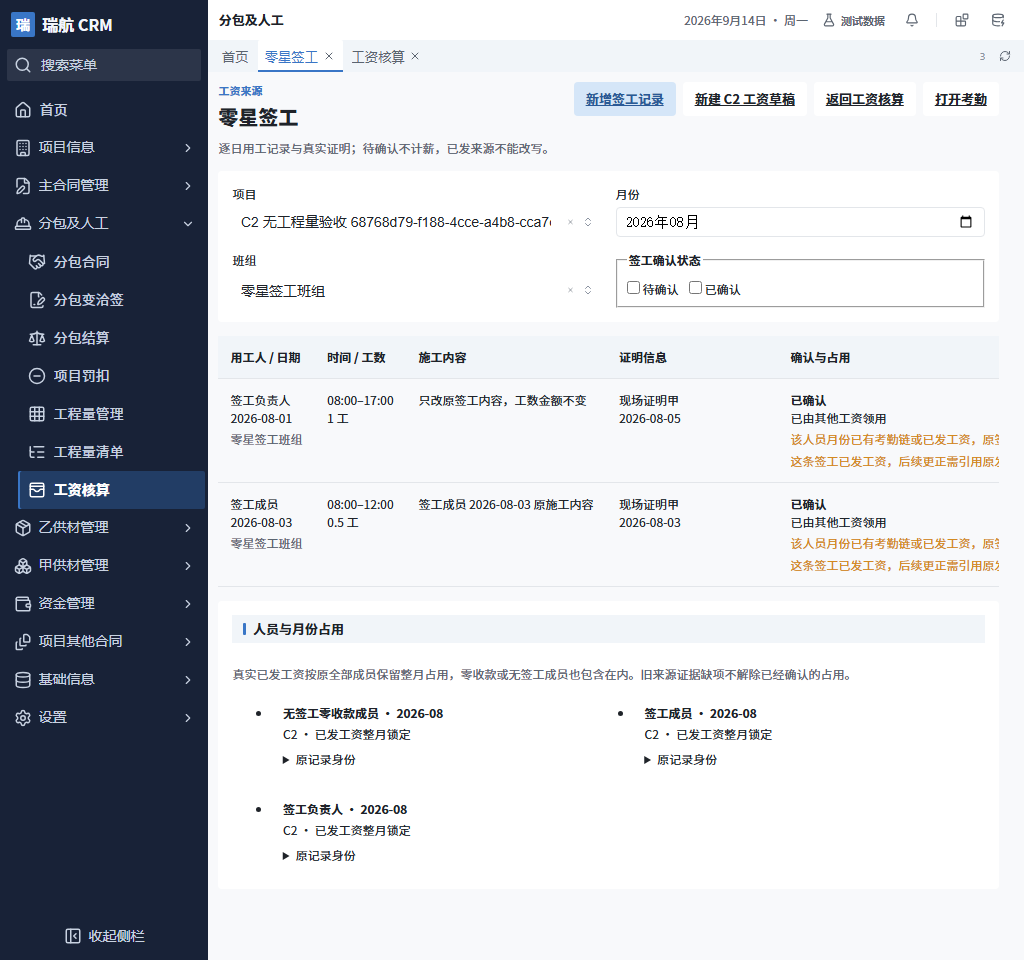 瑞 瑞航 CRM
搜索菜单
首页
项目信息
主合同管理
分包及人工
分包合同
分包变洽签
分包结算
项目罚扣
工程量管理
工程量清单
工资核算
乙供材管理
甲供材管理
资金管理
项目其他合同
基础信息
设置
收起侧栏
分包及人工
2026年9月14日 · 周一 测试数据
首页 零星签工 × 工资核算 × 3
工资来源
零星签工
新增签工记录 新建 C2 工资草稿 返回工资核算 打开考勤
逐日用工记录与真实证明；待确认不计薪，已发来源不能改写。
项目 月份
C2 无工程量验收 68768d79-f188-4cce-a4b8-cca7 × 2026年08月
班组 签工确认状态
零星签工班组 × 待确认 已确认
用工人 / 日期 时间 / 工数 施工内容 证明信息 确认与占用
签工负责人 08:00–17:00 只改原签工内容，工数金额不变 现场证明甲 已确认
2026-08-01 1 工 2026-08-05 已由其他工资领用
零星签工班组 该人员月份已有考勤链或已发工资，原签
这条签工已发工资，后续更正需引用原发
签工成员 08:00–12:00 签工成员 2026-08-03 原施工内容 现场证明甲 已确认
2026-08-03 0.5 工 2026-08-03 已由其他工资领用
零星签工班组 该人员月份已有考勤链或已发工资，原签
这条签工已发工资，后续更正需引用原发
人员与月份占用
真实已发工资按原全部成员保留整月占用，零收款或无签工成员也包含在内。旧来源证据缺项不解除已经确认的占用。
无签工零收款成员 · 2026-08
C2 · 已发工资整月锁定
原记录身份
签工成员 · 2026-08
C2 · 已发工资整月锁定
原记录身份
签工负责人 · 2026-08
C2 · 已发工资整月锁定
原记录身份